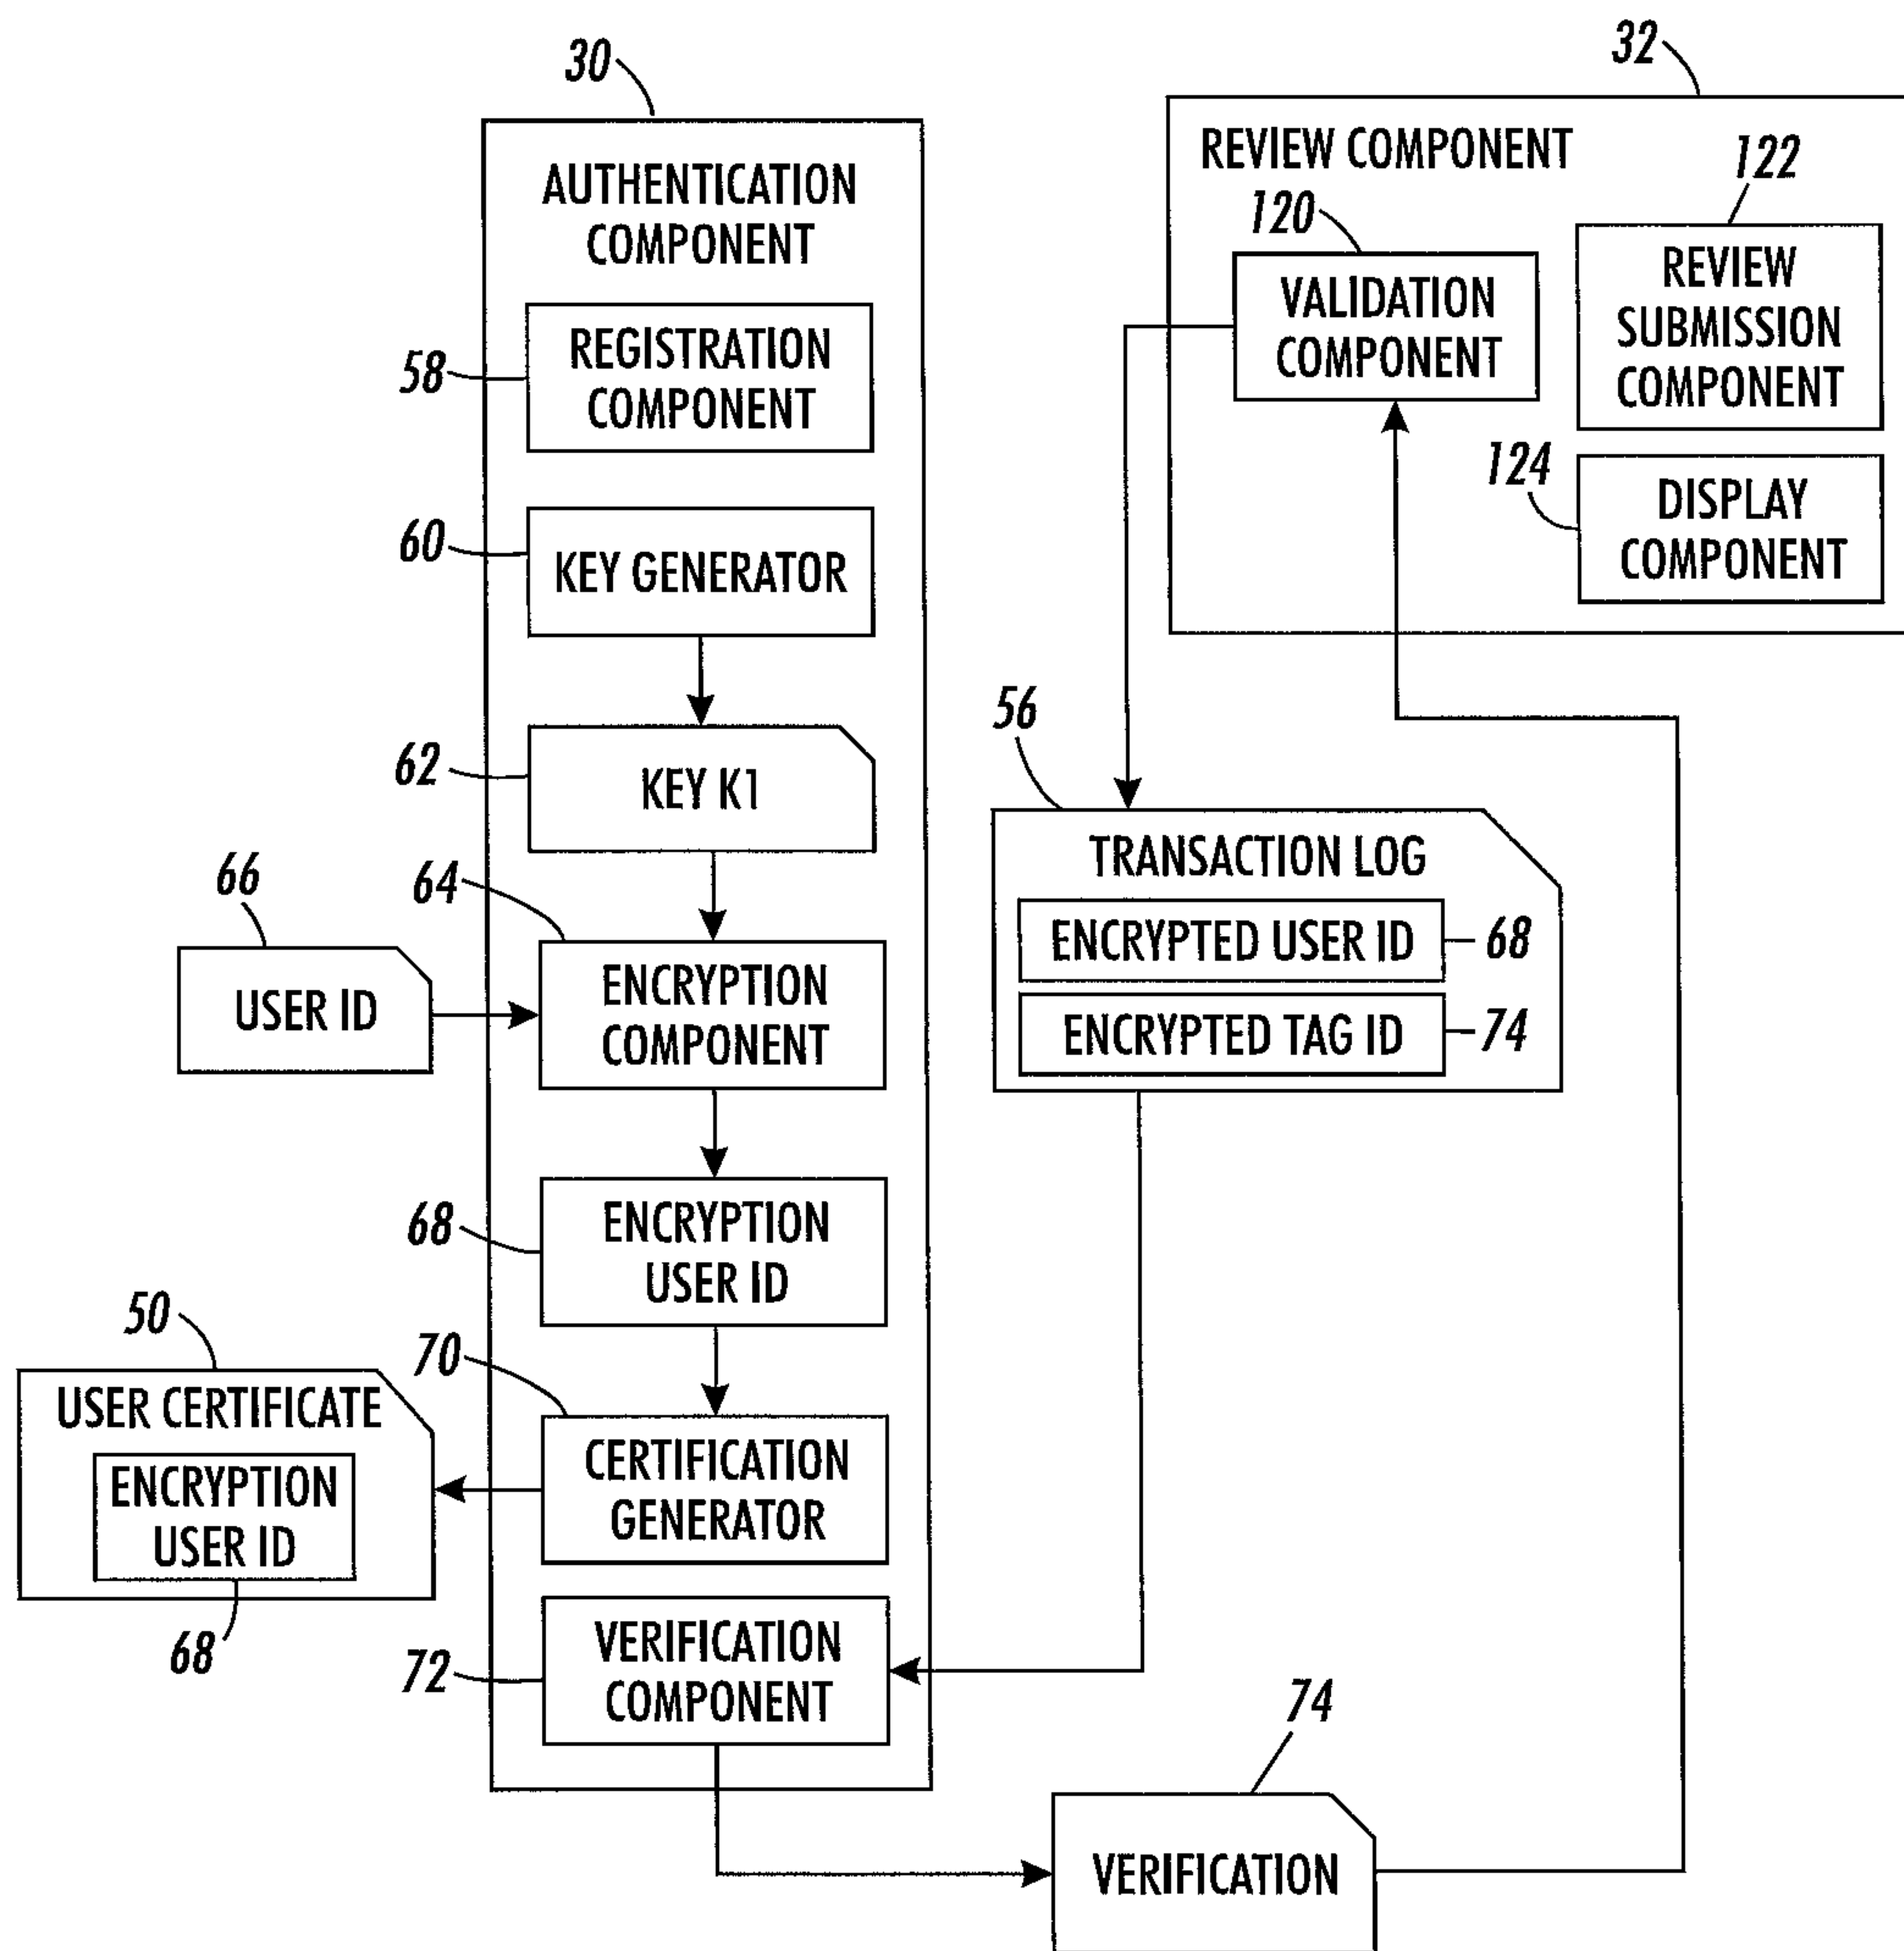 30
AUTHENTICATION
COMPONENT
58
REGISTRATION
COMPONENT
60
KEY GENERATOR
62
KEY K1
66
USER ID
64
ENCRYPTION
COMPONENT
68
ENCRYPTION
USER ID
50
USER CERTIFICATE
ENCRYPTION
USER ID
68
70
CERTIFICATION
GENERATOR
72
VERIFICATION
COMPONENT
32
REVIEW COMPONENT
120
VALIDATION
COMPONENT
122
REVIEW
SUBMISSION
COMPONENT
124
DISPLAY
COMPONENT
56
TRANSACTION LOG
ENCRYPTED USER ID
68
ENCRYPTED TAG ID
74
74
VERIFICATION